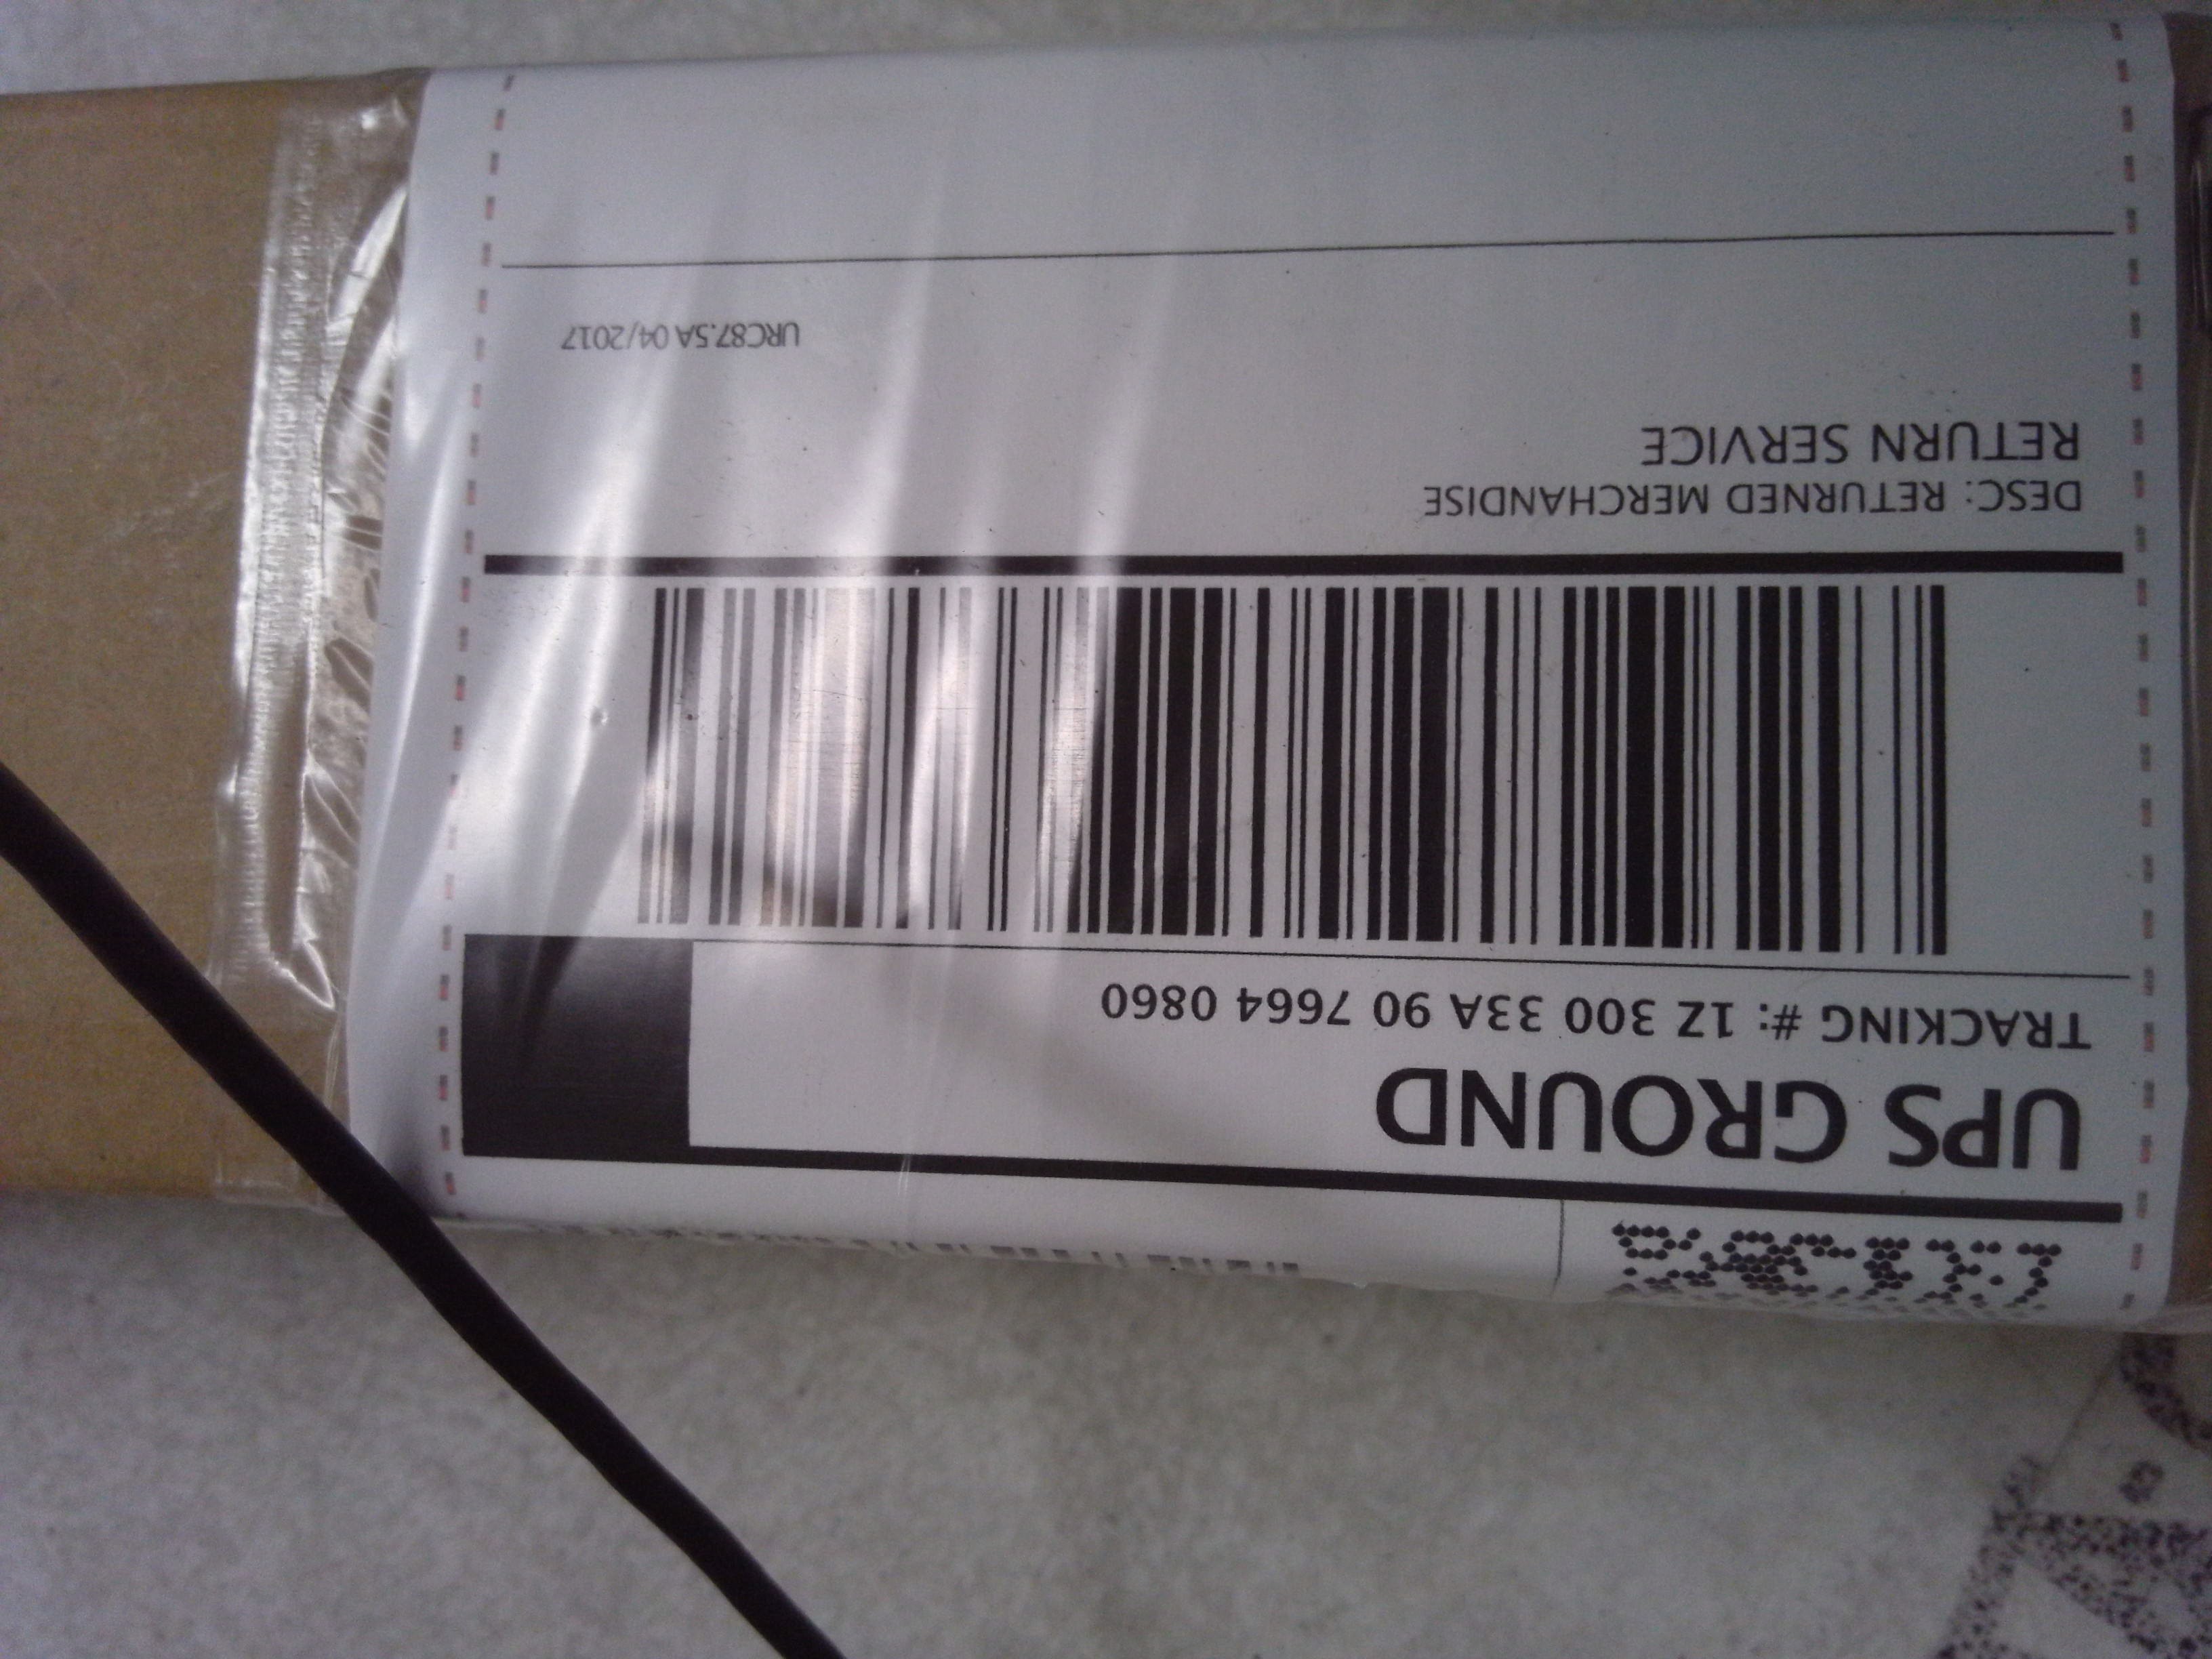 UPS GROUND
TRACKING #: 1Z 300 33A 90 7664 0860
DESC: RETURNED MERCHANDISE
RETURN SERVICE
URC87.5A 04/2017